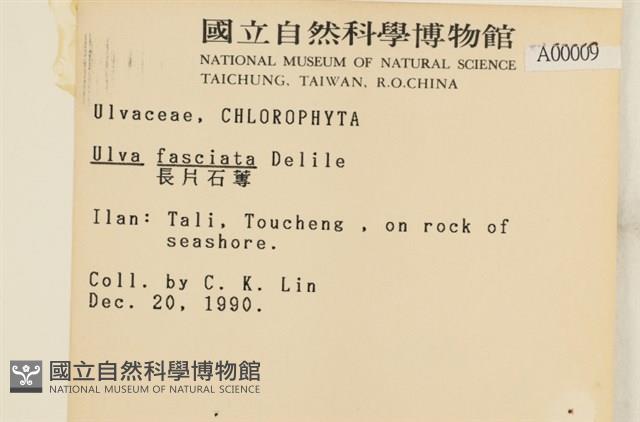 國立自然科學博物館
NATIONAL MUSEUM OF NATURAL SCIENCE
TAICHUNG, TAIWAN, R.O.CHINA
A00009
Ulvaceae, CHLOROPHYTA
Ulva fasciata Delile
長片石蓴
Ilan: Tali, Toucheng , on rock of
seashore.
Coll. by C. K. Lin
Dec. 20, 1990.
國立自然科學博物館
NATIONAL MUSEUM OF NATURAL SCIENCE